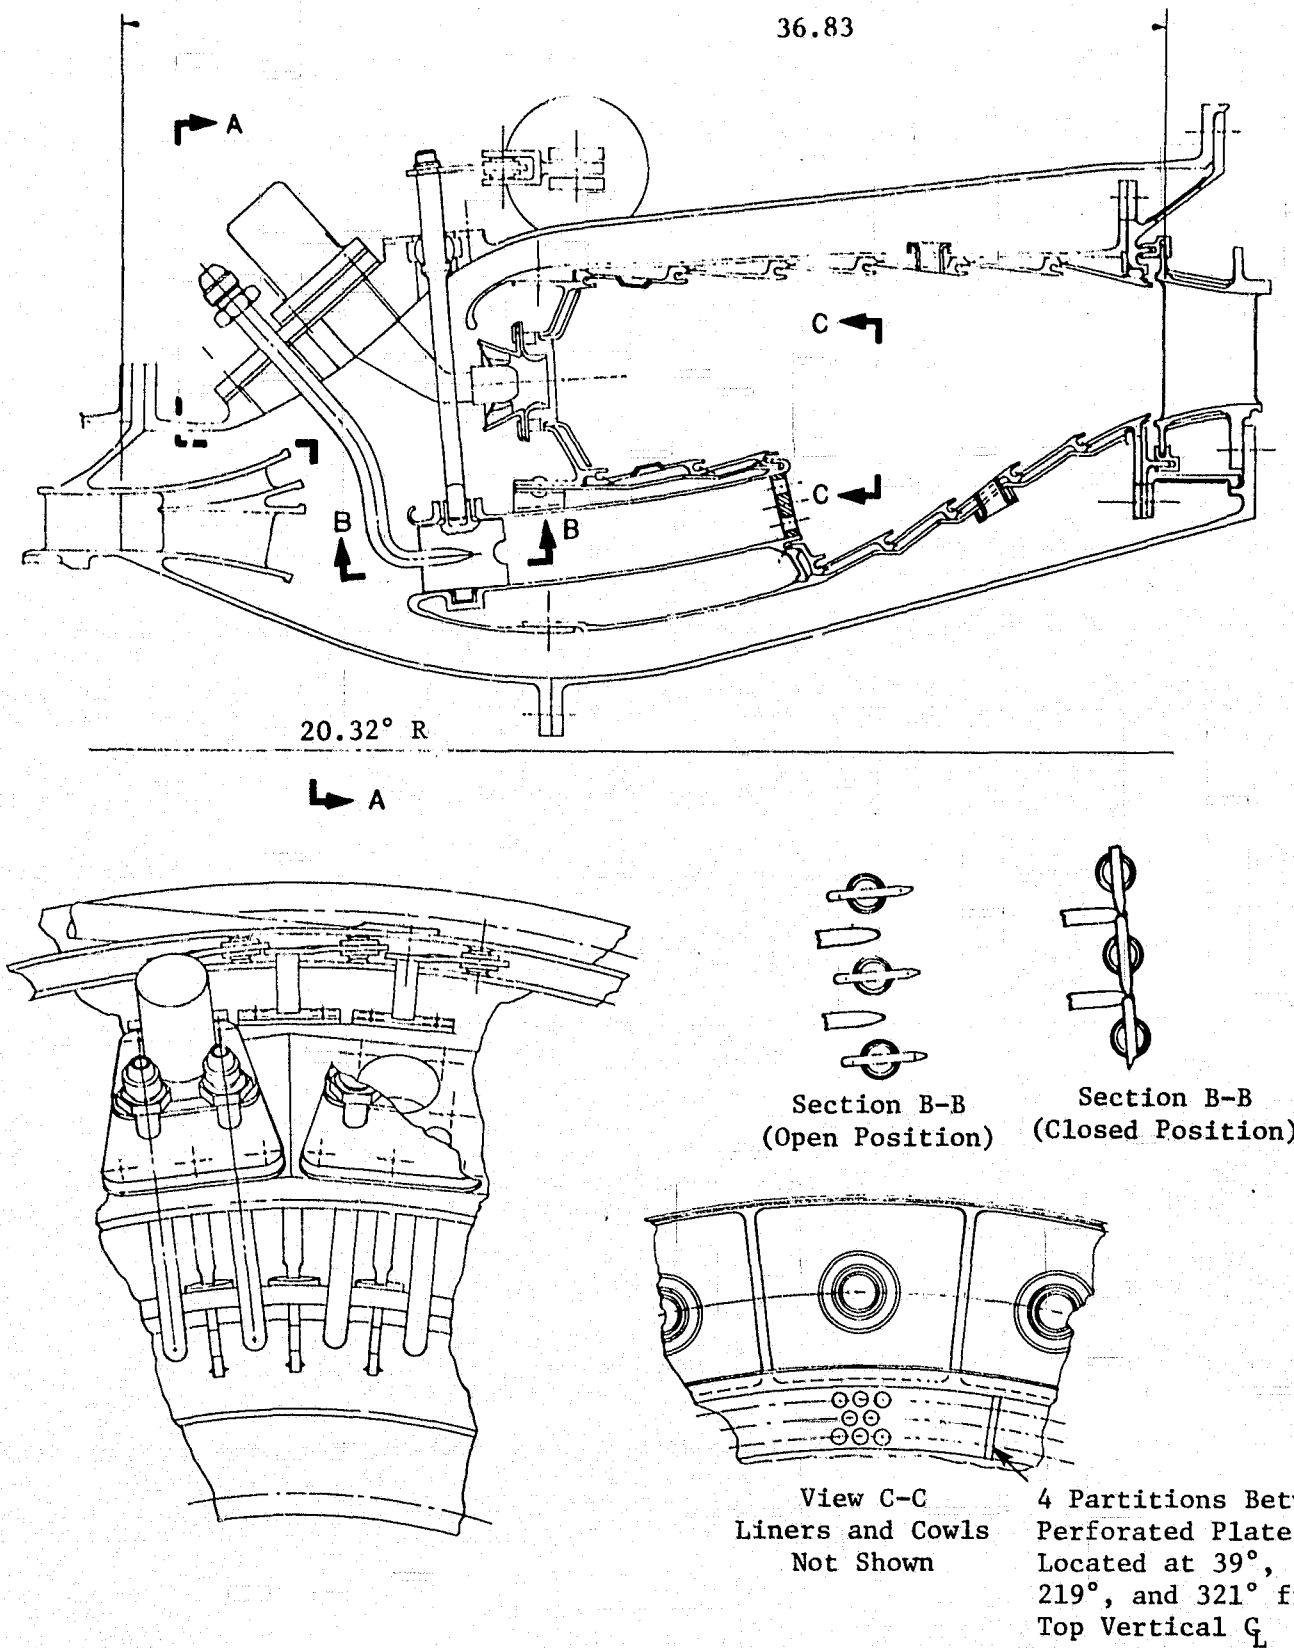 36.83
A
C
C
B
B
20.32° R
A
Section B-B
(Open Position)
Section B-B
(Closed Position)
View C-C
Liners and Cowls
Not Shown
4 Partitions
Perforated Plate
Located at 39°,
219°, and 321°
Top Vertical ℄